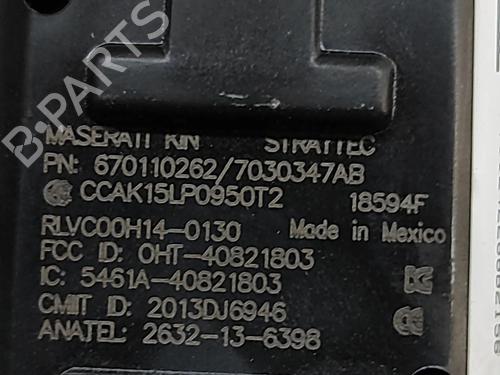 MASERATI KIN STRATTEC
PN: 670110262/7030347AB
CCAK15LP0950T2 18594F
RLVC00H14-0130 Made in Mexico
FCC ID: OHT-40821803
IC: 5461A-40821803
CMIIT ID: 2013DJ6946
ANATEL: 2632-13-6398
B-PARTS